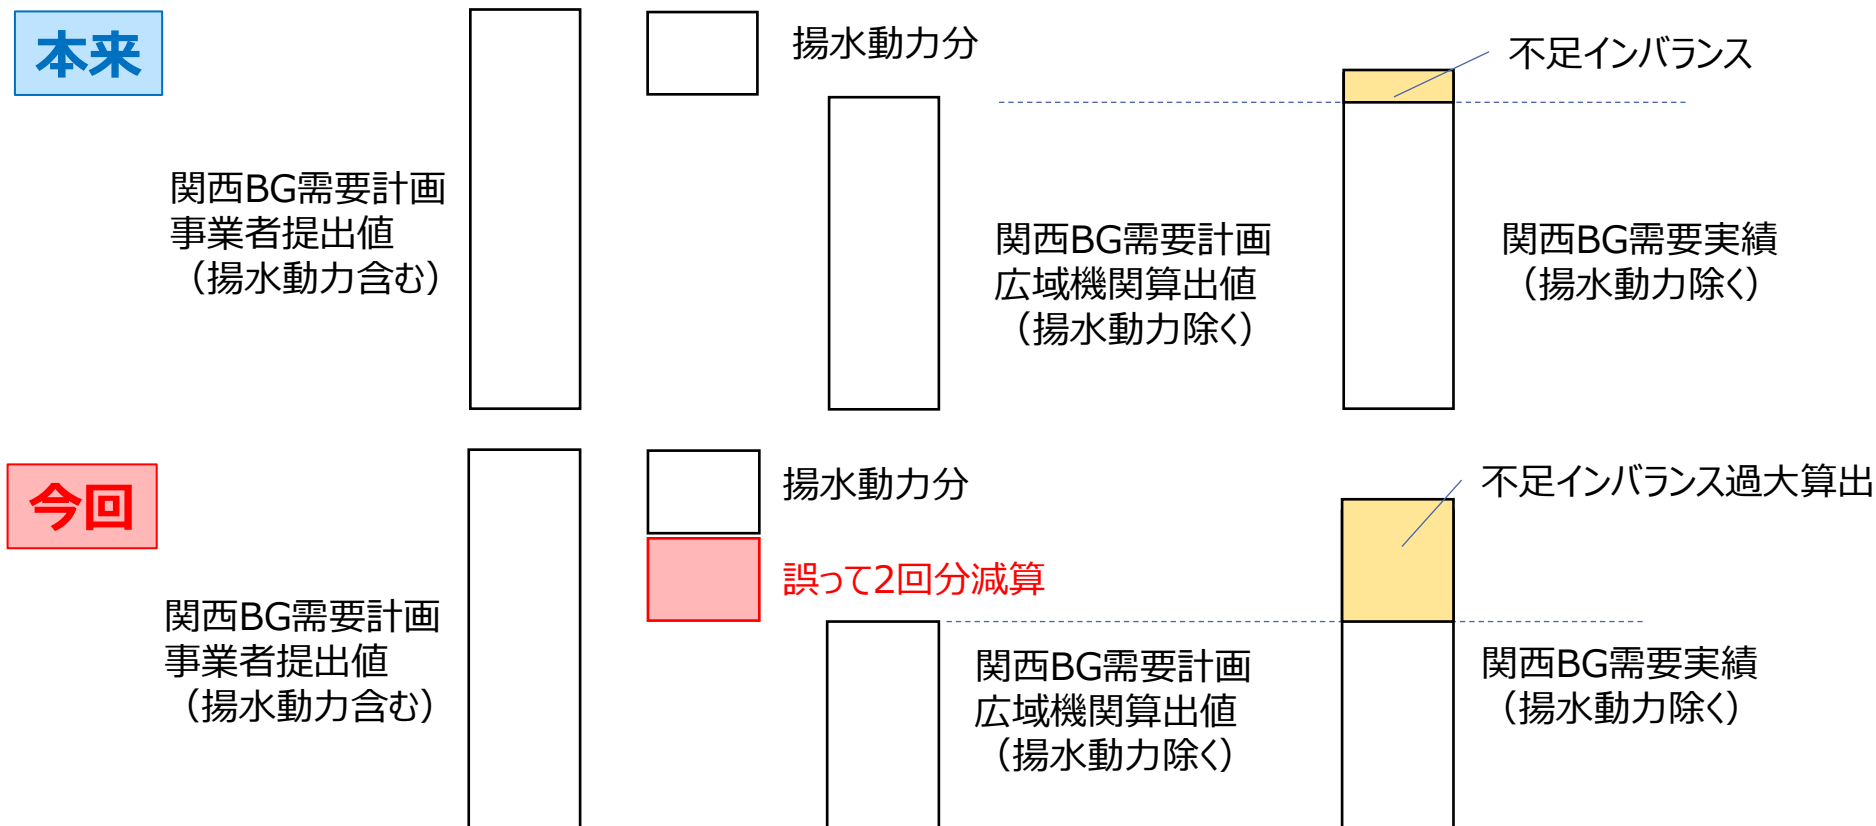 本来
揚水動力分
不足インバランス
関西BG需要計画
事業者提出値
（揚水動力含む）
関西BG需要計画
広域機関算出値
（揚水動力除く）
関西BG需要実績
（揚水動力除く）
今回
揚水動力分
不足インバランス過大算出
誤って2回分減算
関西BG需要計画
事業者提出値
（揚水動力含む）
関西BG需要計画
広域機関算出値
（揚水動力除く）
関西BG需要実績
（揚水動力除く）